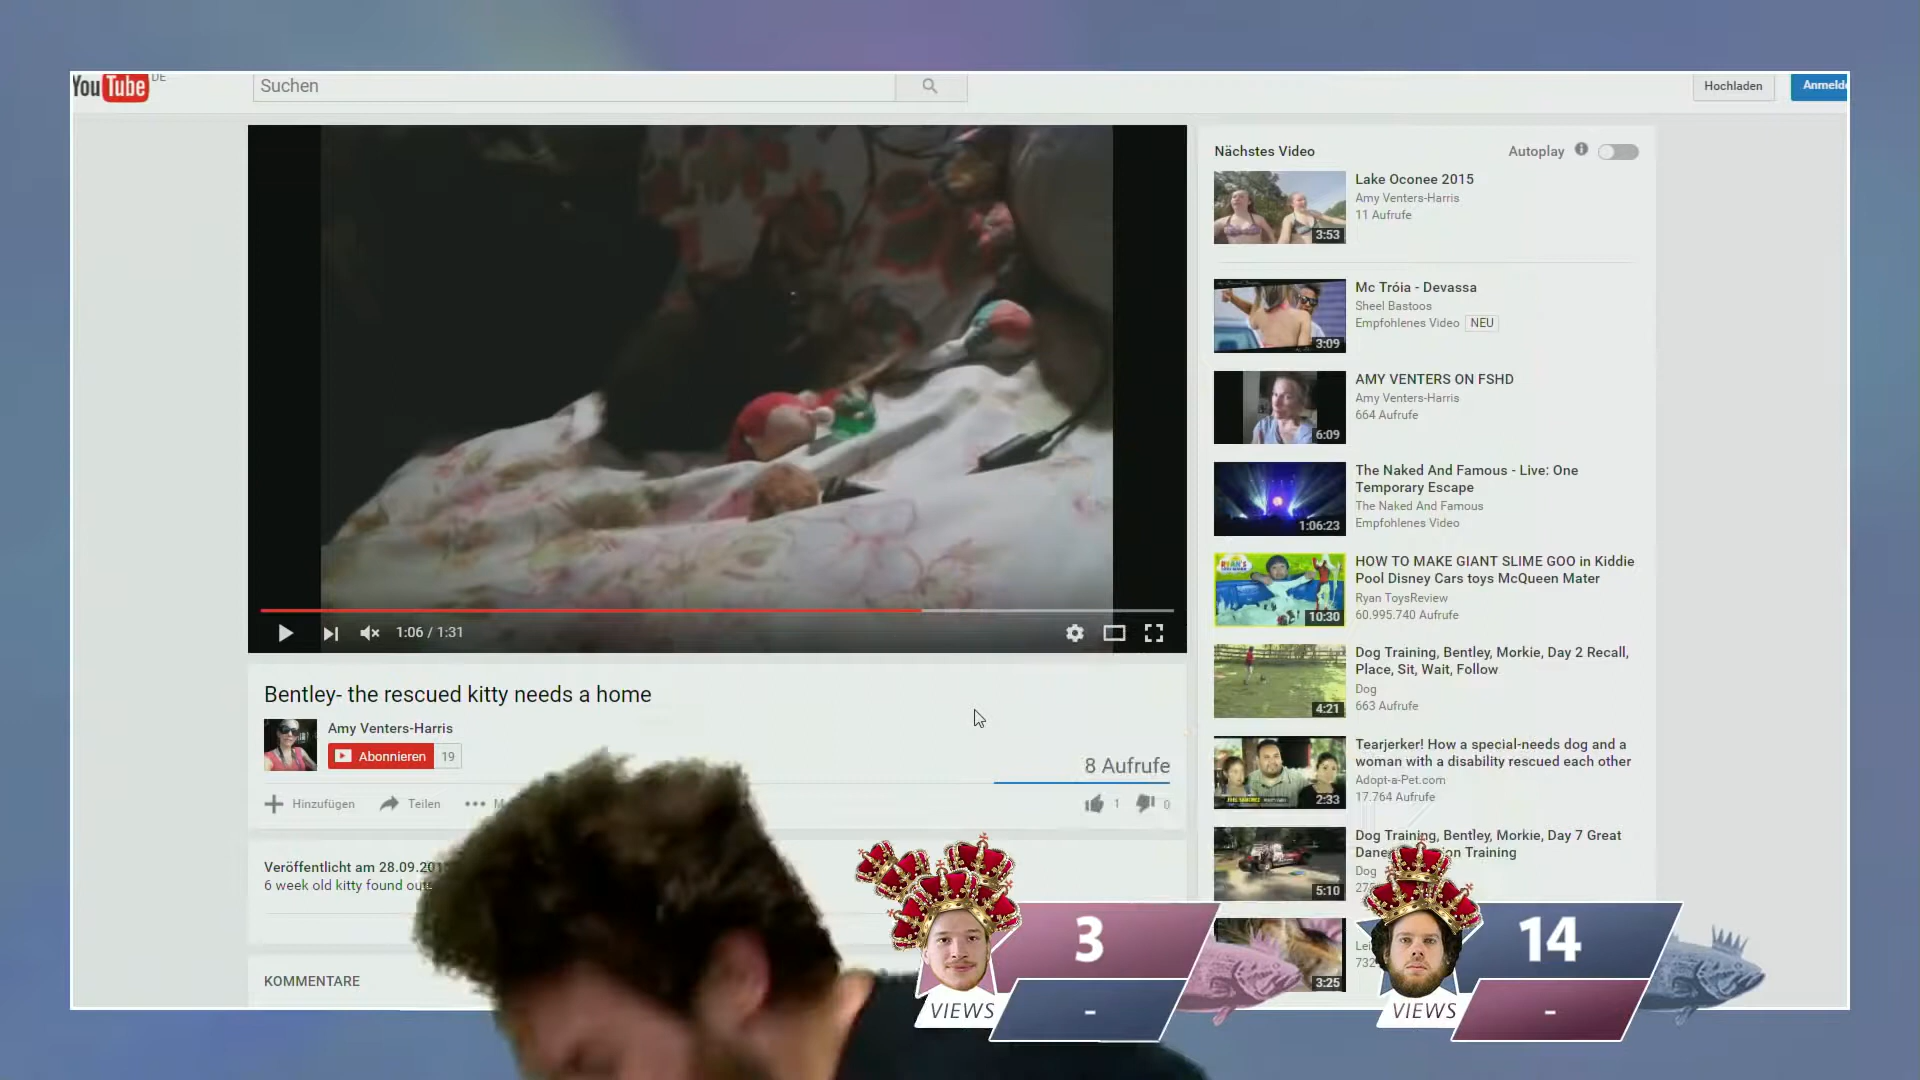 YouTube DE
Suchen
Hochladen
Anmelde
Nächstes Video
Autoplay
Lake Oconee 2015
Amy Venters-Harris
11 Aufrufe
3:53
Mc Tróia - Devassa
Sheel Bastoos
Empfohlenes Video NEU
3:09
AMY VENTERS ON FSHD
Amy Venters-Harris
664 Aufrufe
6:09
The Naked And Famous - Live: One
Temporary Escape
The Naked And Famous
Empfohlenes Video
1:06:23
HOW TO MAKE GIANT SLIME GOO in Kiddie
Pool Disney Cars toys McQueen Mater
Ryan ToysReview
60.995.740 Aufrufe
10:30
Dog Training, Bentley, Morkie, Day 2 Recall,
Place, Sit, Wait, Follow
Dog
663 Aufrufe
4:21
Tearjerker! How a special-needs dog and a
woman with a disability rescued each other
Adopt-a-Pet.com
17.764 Aufrufe
2:33
Dog Training, Bentley, Morkie, Day 7 Great
Training
Dog
5:10
3:25
1:06 / 1:31
Bentley- the rescued kitty needs a home
Amy Venters-Harris
Abonnieren 19
8 Aufrufe
Hinzufügen Teilen
1 0
Veröffentlicht am 28.09.201
6 week old kitty found
KOMMENTARE
3
VIEWS
-
14
VIEWS
-